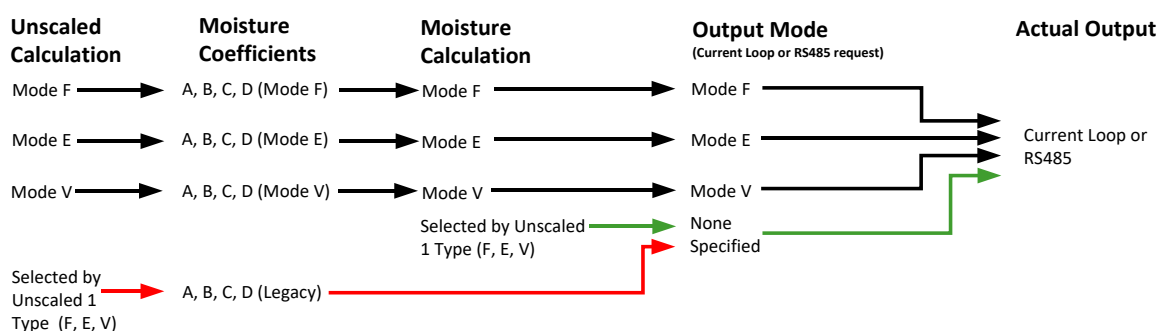 Unscaled
Calculation
Moisture
Coefficients
Moisture
Calculation
Output Mode
(Current Loop or RS485 request)
Actual Output
Mode F
A, B, C, D (Mode F)
Mode F
Mode F
Mode E
A, B, C, D (Mode E)
Mode E
Mode E
Current Loop or
RS485
Mode V
A, B, C, D (Mode V)
Mode V
Mode V
Selected by Unscaled
1 Type (F, E, V)
None
Specified
Selected by
Unscaled 1
Type (F, E, V)
A, B, C, D (Legacy)